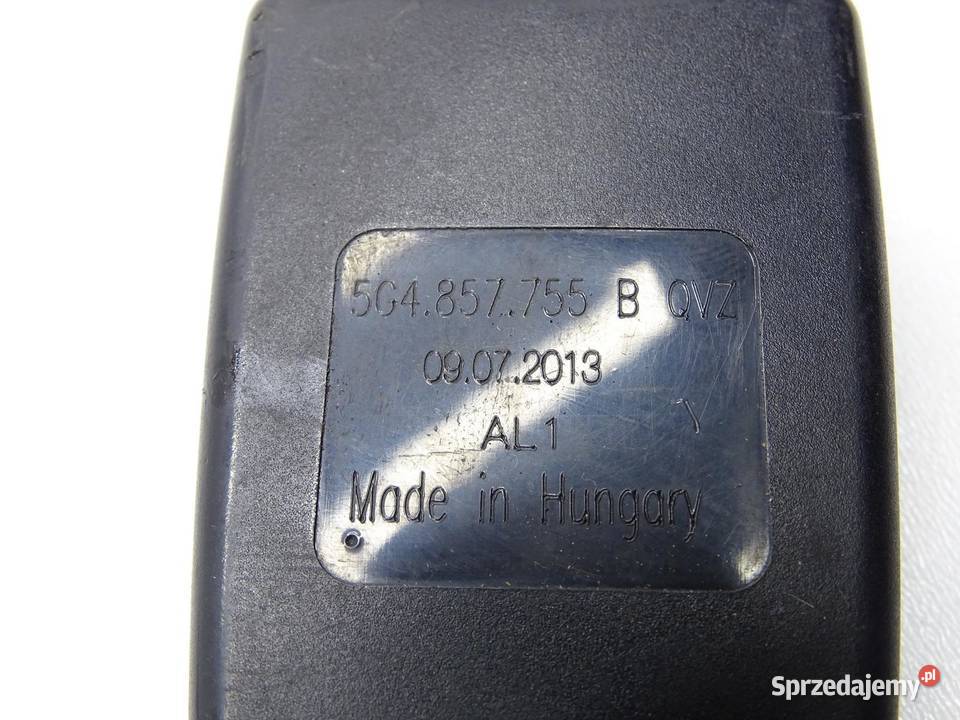 5G4.857.755 B QVZ
09.07.2013
AL1
Made in Hungary
Sprzedajemy.pl